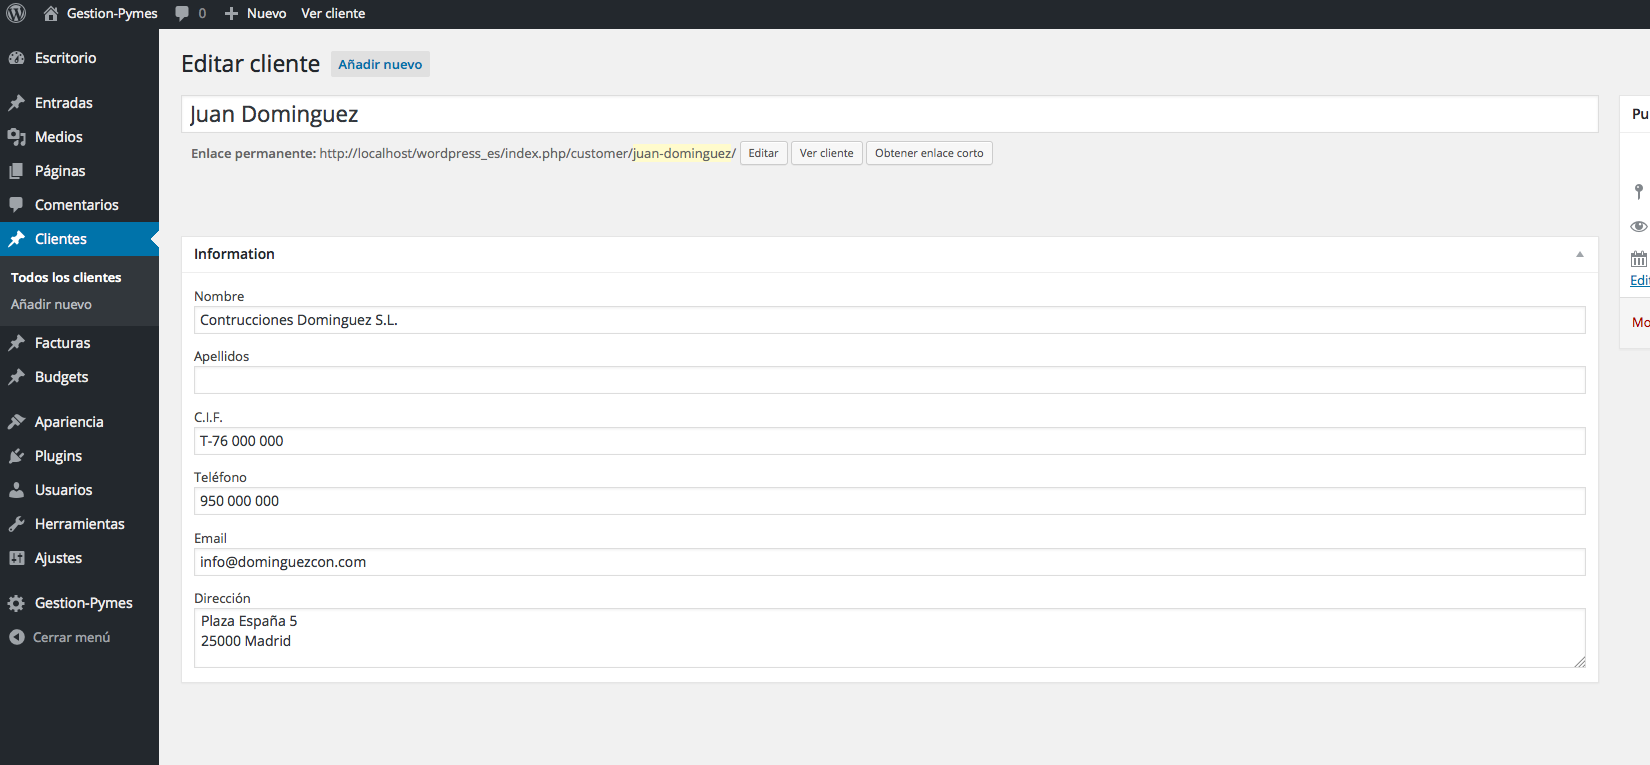 Gestion-Pymes 0 Nuevo Ver cliente
Escritorio
Entradas
Medios
Páginas
Comentarios
Clientes
Todos los clientes
Añadir nuevo
Facturas
Budgets
Apariencia
Plugins
Usuarios
Herramientas
Ajustes
Gestion-Pymes
Cerrar menú
Editar cliente Añadir nuevo
Juan Dominguez
Enlace permanente: http://localhost/wordpress_es/index.php/customer/juan-dominguez/ Editar Ver cliente Obtener enlace corto
Information
Nombre
Contrucciones Dominguez S.L.
Apellidos
C.I.F.
T-76 000 000
Teléfono
950 000 000
Email
info@dominguezcon.com
Dirección
Plaza España 5
25000 Madrid
Pu
Edi
Mo